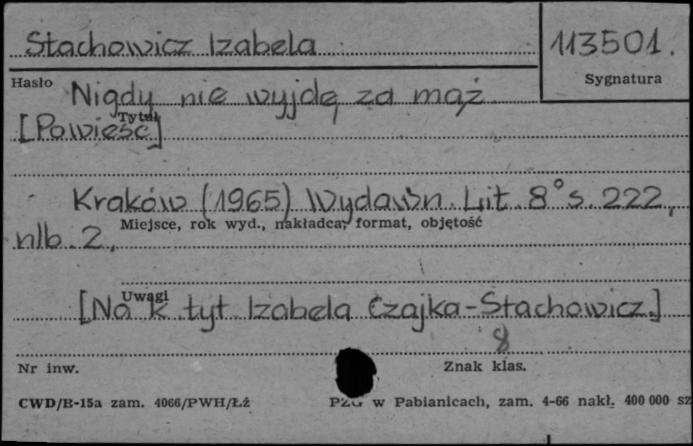 Stachowicz Izabela 113501.
Hasło Sygnatura
Nigdy nie wyjdę za mąż
Tytuł
[Powieść]
Kraków (1965) Wydawn. Lit. 8° s. 222,
Miejsce, rok wyd., nakładca, format, objętość
nlb. 2,
Uwagi
[Na k. tyt. Izabela Czajka-Stachowicz.]
8
Nr inw. Znak klas.
CWD/B-15a zam. 4066/PWH/Łż PZG w Pabianicach, zam. 4-66 nakł. 400 000 sz